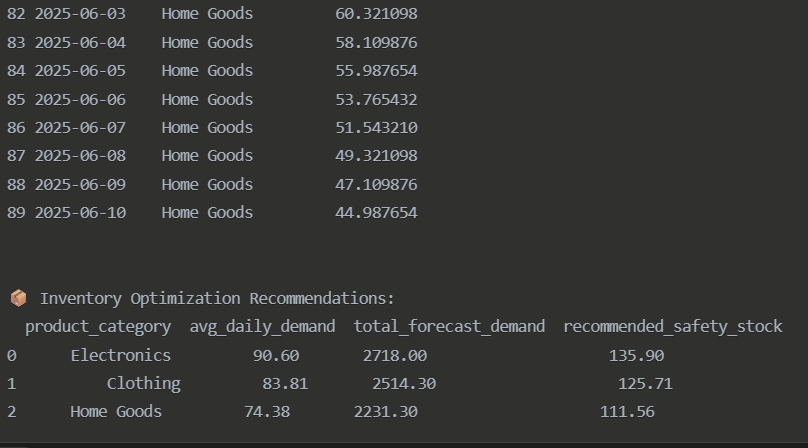 82 2025-06-03 Home Goods 60.321098
83 2025-06-04 Home Goods 58.109876
84 2025-06-05 Home Goods 55.987654
85 2025-06-06 Home Goods 53.765432
86 2025-06-07 Home Goods 51.543210
87 2025-06-08 Home Goods 49.321098
88 2025-06-09 Home Goods 47.109876
89 2025-06-10 Home Goods 44.987654
📦 Inventory Optimization Recommendations:
product_category avg_daily_demand total_forecast_demand recommended_safety_stock
0 Electronics 90.60 2718.00 135.90
1 Clothing 83.81 2514.30 125.71
2 Home Goods 74.38 2231.30 111.56